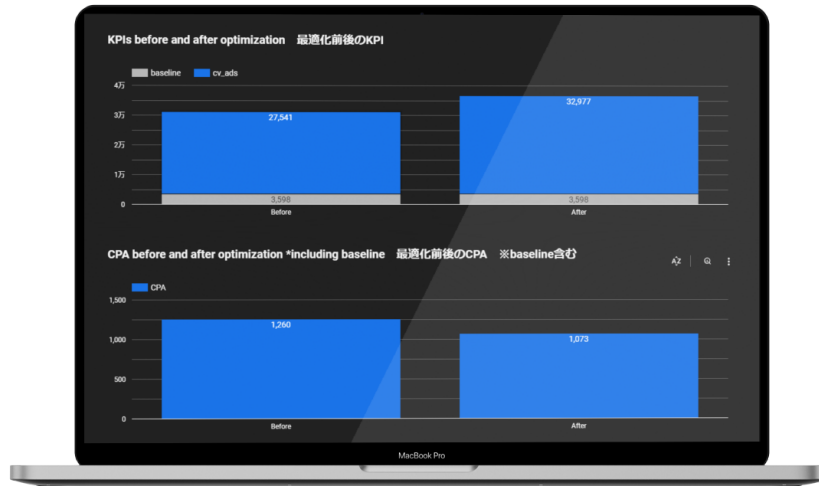 KPIs before and after optimization 最適化前後のKPI
baseline cv_ads
4万
3万
2万
1万
0
27,541
32,977
3,598
3,598
Before
After
CPA before and after optimization *including baseline 最適化前後のCPA ※baseline含む
CPA
1,500
1,000
500
0
1,260
1,073
Before
After
MacBook Pro